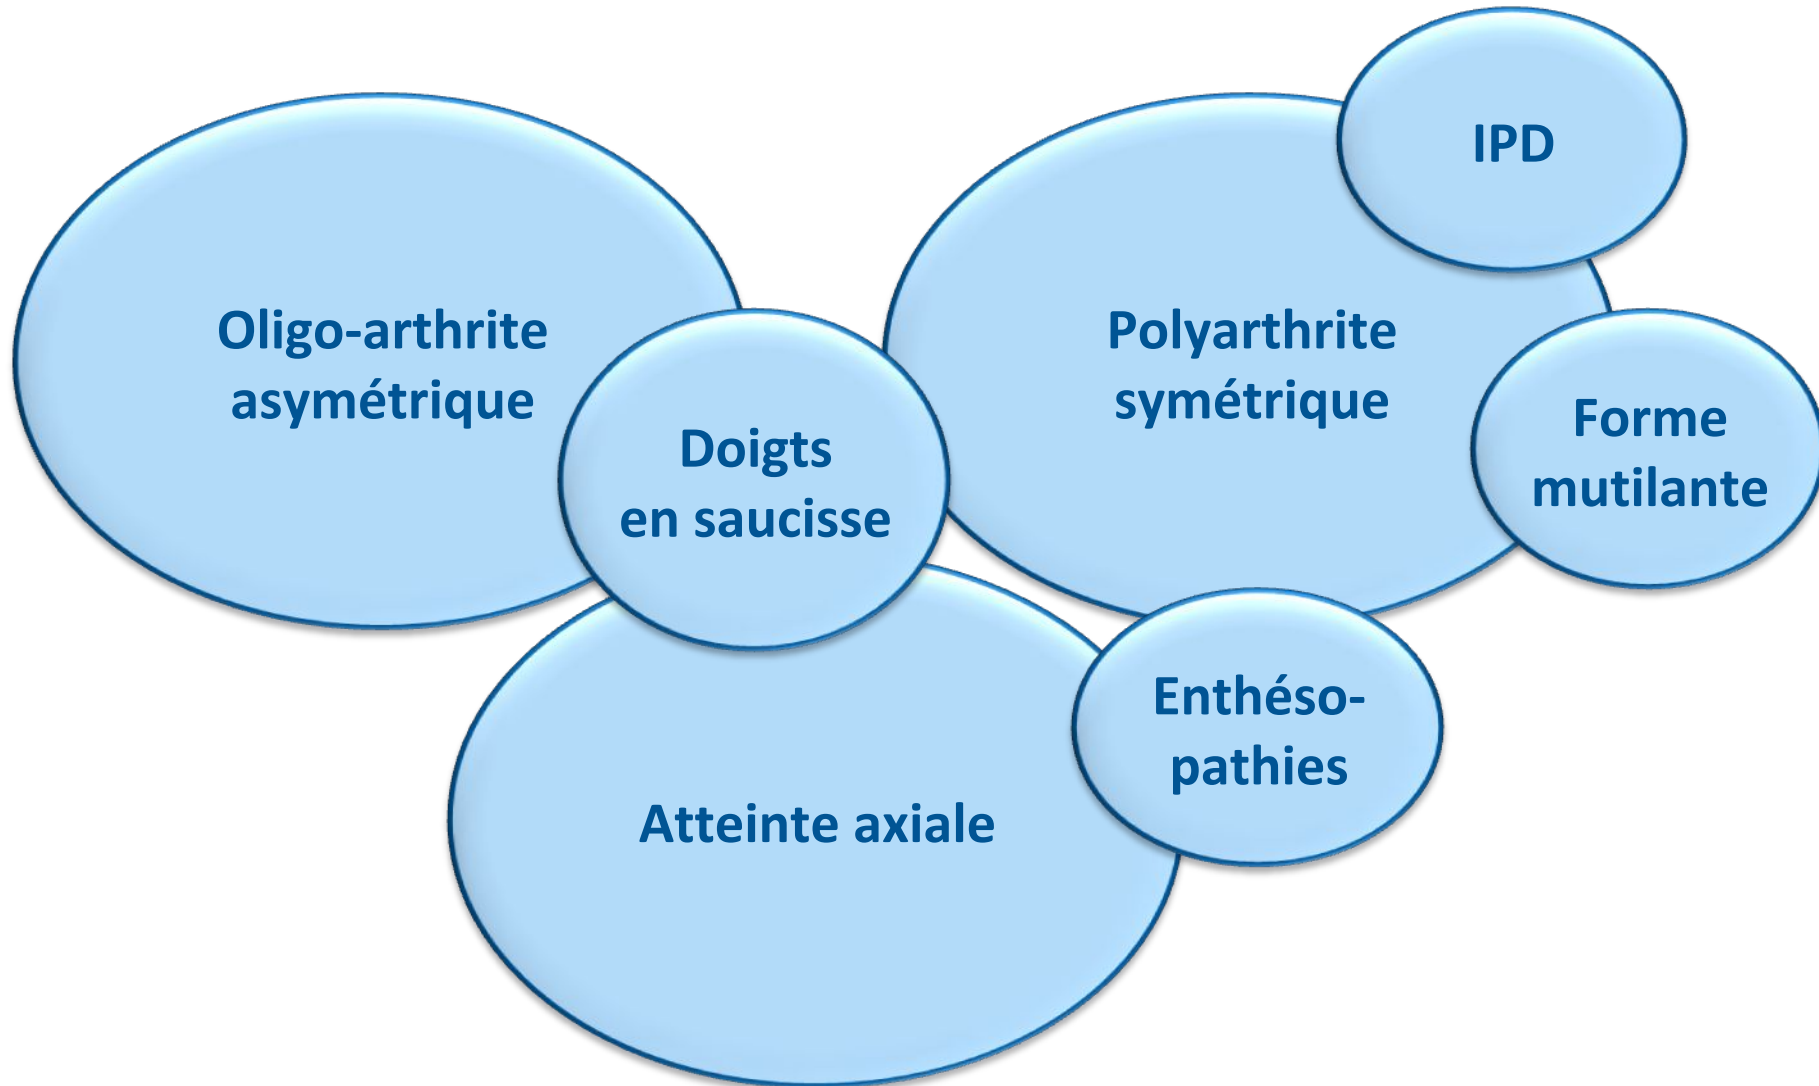 IPD
Oligo-arthrite
asymétrique
Polyarthrite
symétrique
Doigts
en saucisse
Forme
mutilante
Enthéso-
pathies
Atteinte axiale